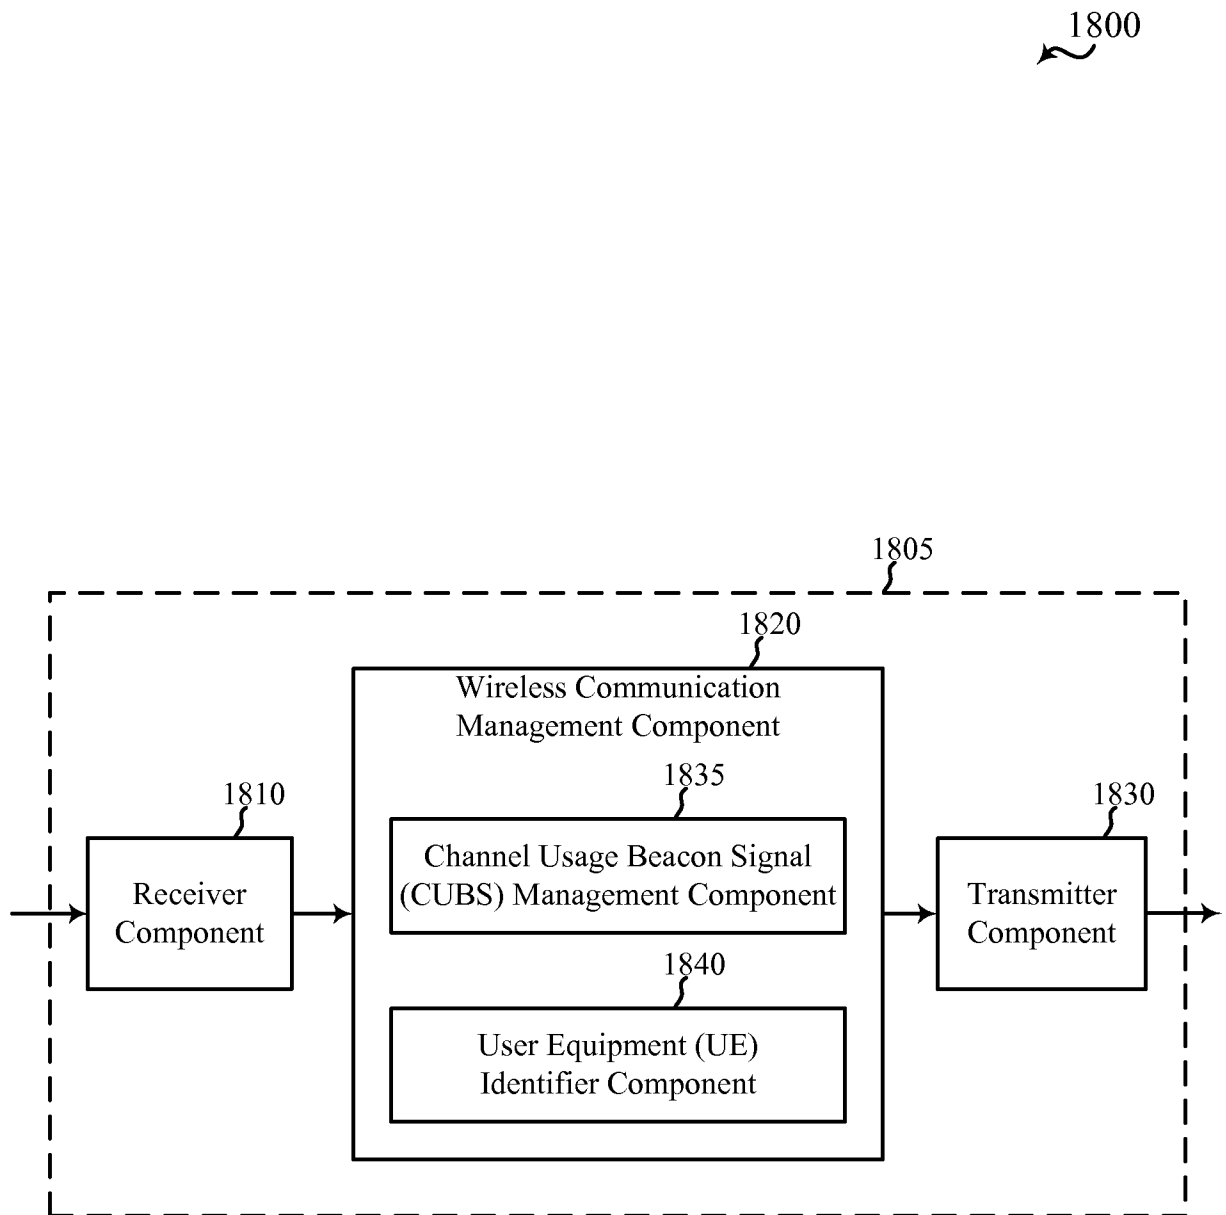 1800
1805
1820
Wireless Communication
Management Component
1835
Channel Usage Beacon Signal
(CUBS) Management Component
1840
User Equipment (UE)
Identifier Component
1810
Receiver
Component
1830
Transmitter
Component